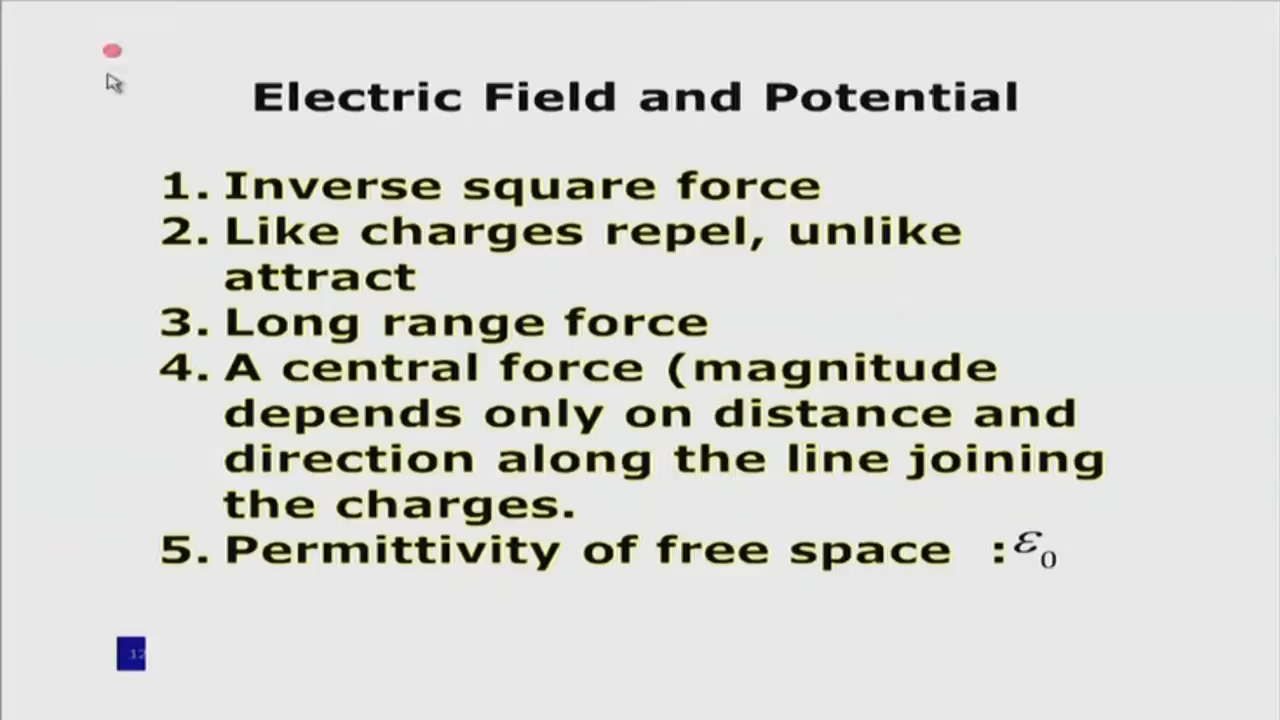 Electric Field and Potential
1. Inverse square force
2. Like charges repel, unlike
attract
3. Long range force
4. A central force (magnitude
depends only on distance and
direction along the line joining
the charges.
5. Permittivity of free space :ε₀
12